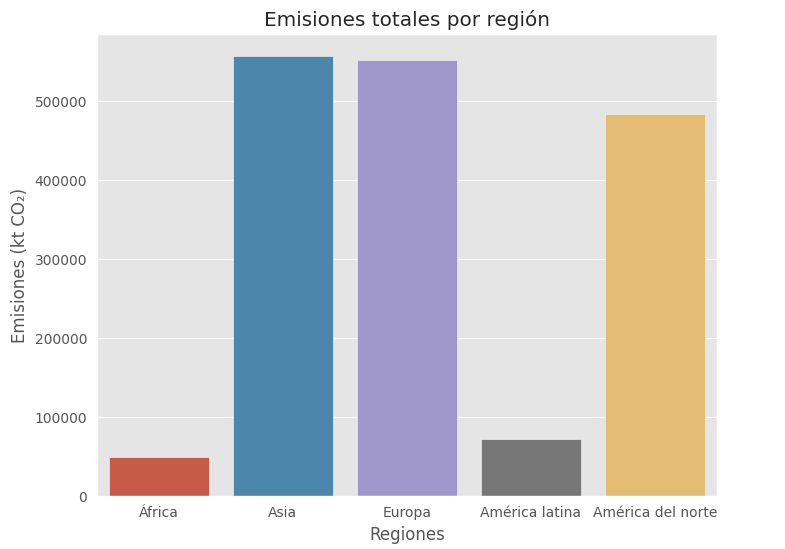 Emisiones totales por región
Emisiones (kt CO₂)
500000
400000
300000
200000
100000
0
África
Asia
Europa
América latina
América del norte
Regiones